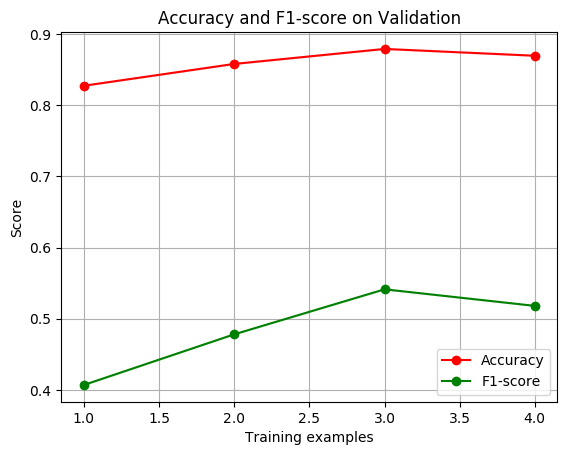 Accuracy and F1-score on Validation
0.9
0.8
0.7
0.6
0.5
0.4
Score
Accuracy
F1-score
1.0 1.5 2.0 2.5 3.0 3.5 4.0
Training examples